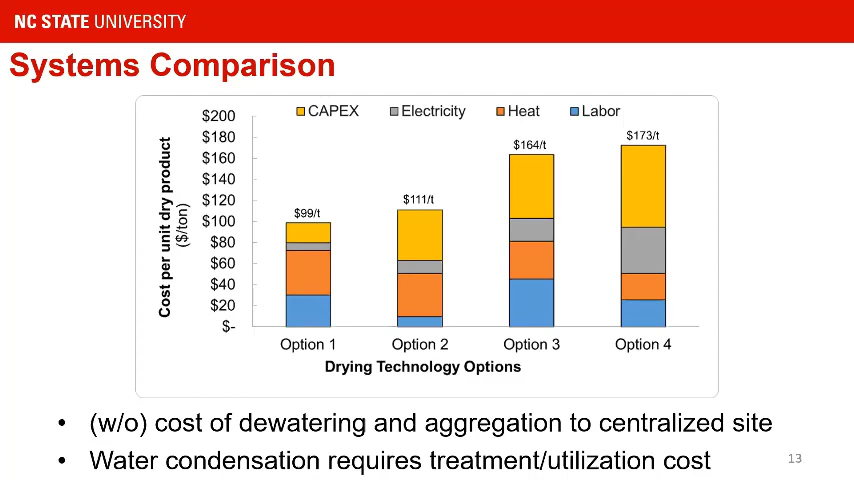 NC STATE UNIVERSITY
Systems Comparison
CAPEX Electricity Heat Labor
$200
$180
$160
$140
$120
$100
$80
$60
$40
$20
$-
Cost per unit dry product
($/ton)
$99/t
$111/t
$164/t
$173/t
Option 1 Option 2 Option 3 Option 4
Drying Technology Options
• (w/o) cost of dewatering and aggregation to centralized site
• Water condensation requires treatment/utilization cost
13